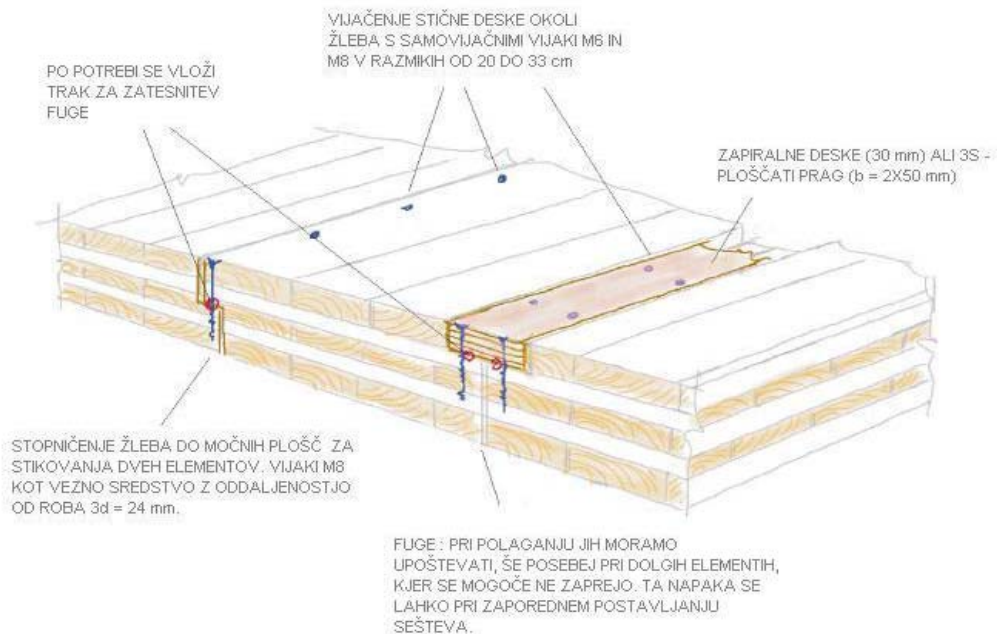 VIJAČENJE STIČNE DESKE OKOLI
ŽLEBA S SAMOVIJAČNIMI VIJAKI M6 IN
M8 V RAZMIKIH OD 20 DO 33 cm
PO POTREBI SE VLOŽI
TRAK ZA ZATESNITEV
FUGE
ZAPIRALNE DESKE (30 mm) ALI 3S -
PLOŠČATI PRAG (b = 2X50 mm)
STOPNIČENJE ŽLEBA DO MOČNIH PLOŠČ ZA
STIKOVANJA DVEH ELEMENTOV. VIJAKI M8
KOT VEZNO SREDSTVO Z ODDALJENOSTJO
OD ROBA 3d = 24 mm.
FUGE : PRI POLAGANJU JIH MORAMO
UPOŠTEVATI, ŠE POSEBEJ PRI DOLGIH ELEMENTIH,
KJER SE MOGOČE NE ZAPREJO. TA NAPAKA SE
LAHKO PRI ZAPOREDNEM POSTAVLJANJU
SEŠTEVA.